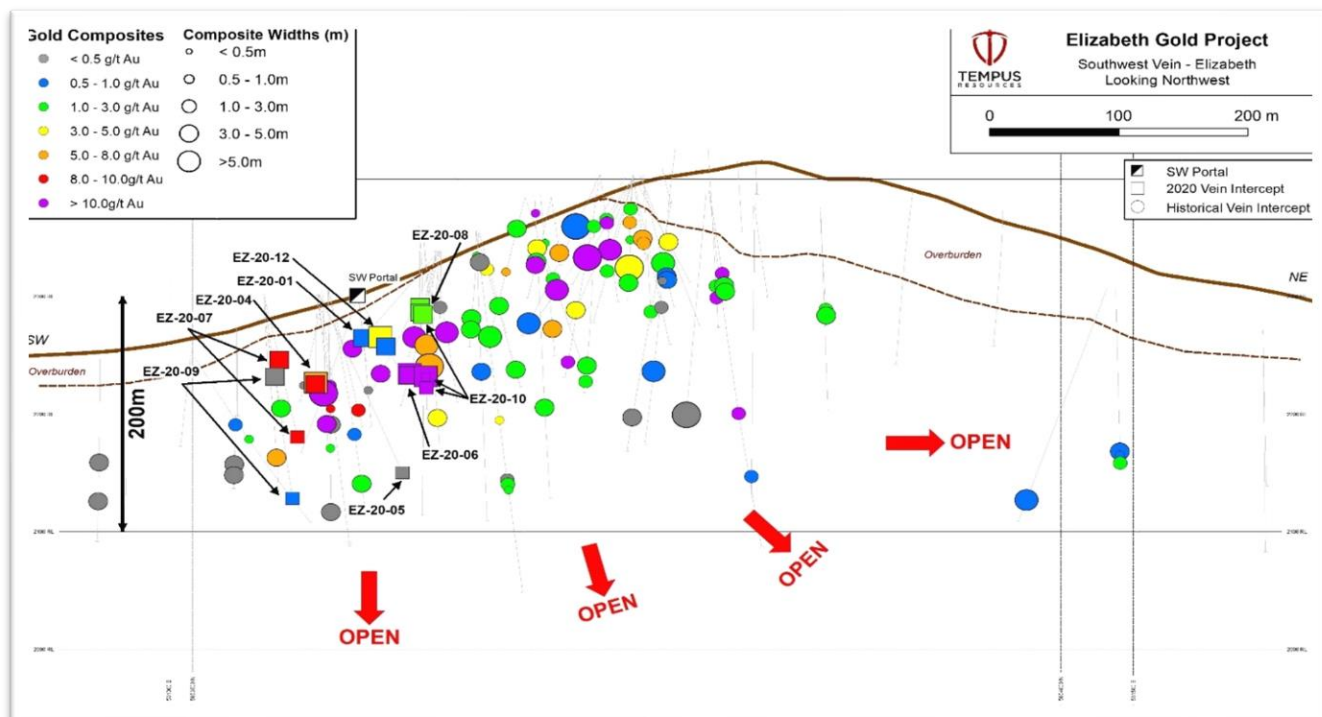 Gold Composites
< 0.5 g/t Au
0.5 - 1.0 g/t Au
1.0 - 3.0 g/t Au
3.0 - 5.0 g/t Au
5.0 - 8.0 g/t Au
8.0 - 10.0g/t Au
> 10.0g/t Au
Composite Widths (m)
< 0.5m
0.5 - 1.0m
1.0 - 3.0m
3.0 - 5.0m
>5.0m
TEMPUS
RESOURCES
Elizabeth Gold Project
Southwest Vein - Elizabeth
Looking Northwest
0 100 200 m
SW Portal
2020 Vein Intercept
Historical Vein Intercept
EZ-20-08
EZ-20-12
SW Portal
EZ-20-01
EZ-20-04
EZ-20-07
EZ-20-09
EZ-20-10
EZ-20-06
EZ-20-05
SW
NE
Overburden
Overburden
200m
OPEN
OPEN
OPEN
OPEN